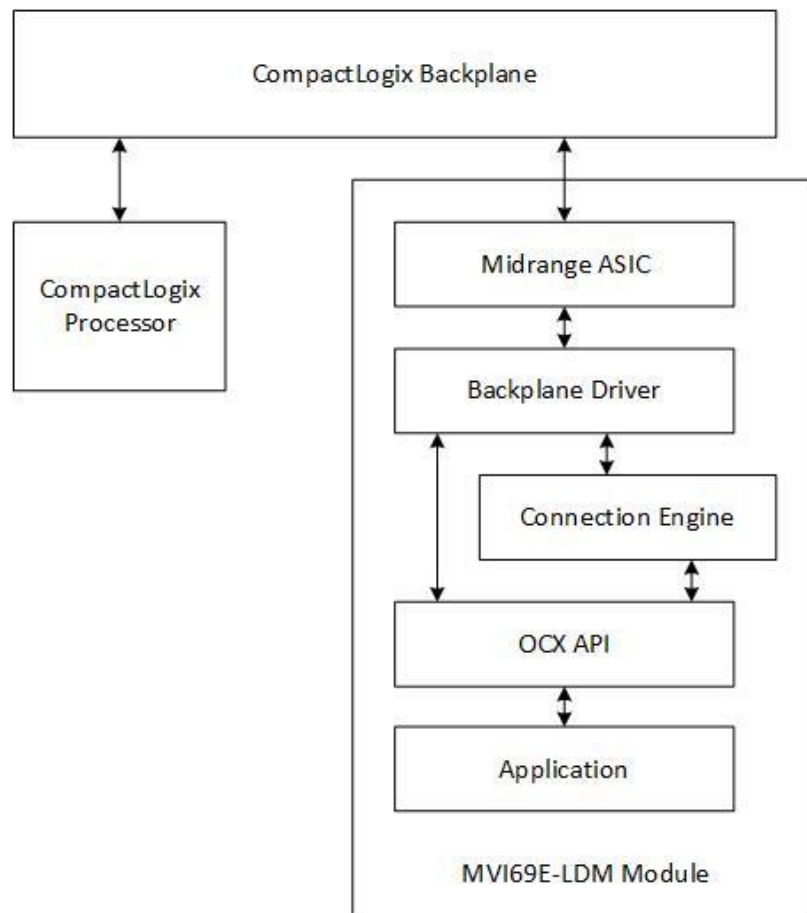 CompactLogix Backplane
CompactLogix
Processor
Midrange ASIC
Backplane Driver
Connection Engine
OCX API
Application
MVI69E-LDM Module